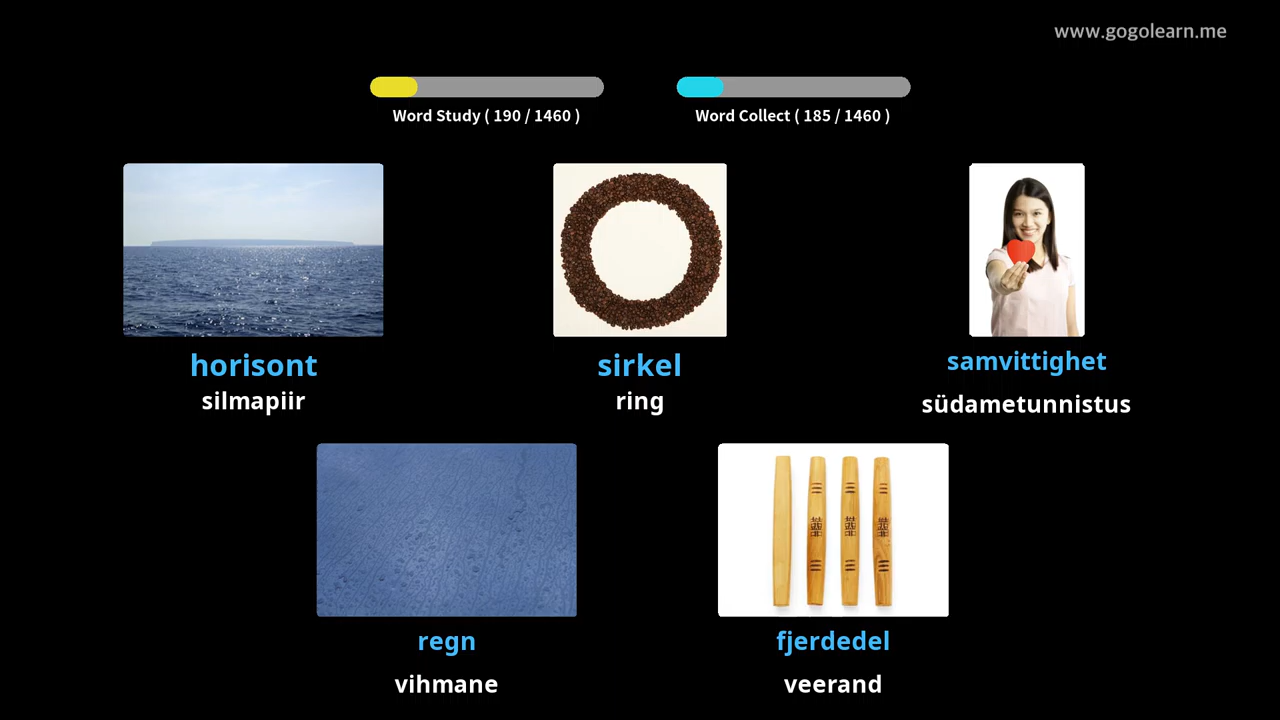 www.gogolearn.me
Word Study ( 190 / 1460 )
Word Collect ( 185 / 1460 )
horisont
silmapiir
sirkel
ring
samvittighet
südametunnistus
regn
vihmane
fjerdedel
veerand